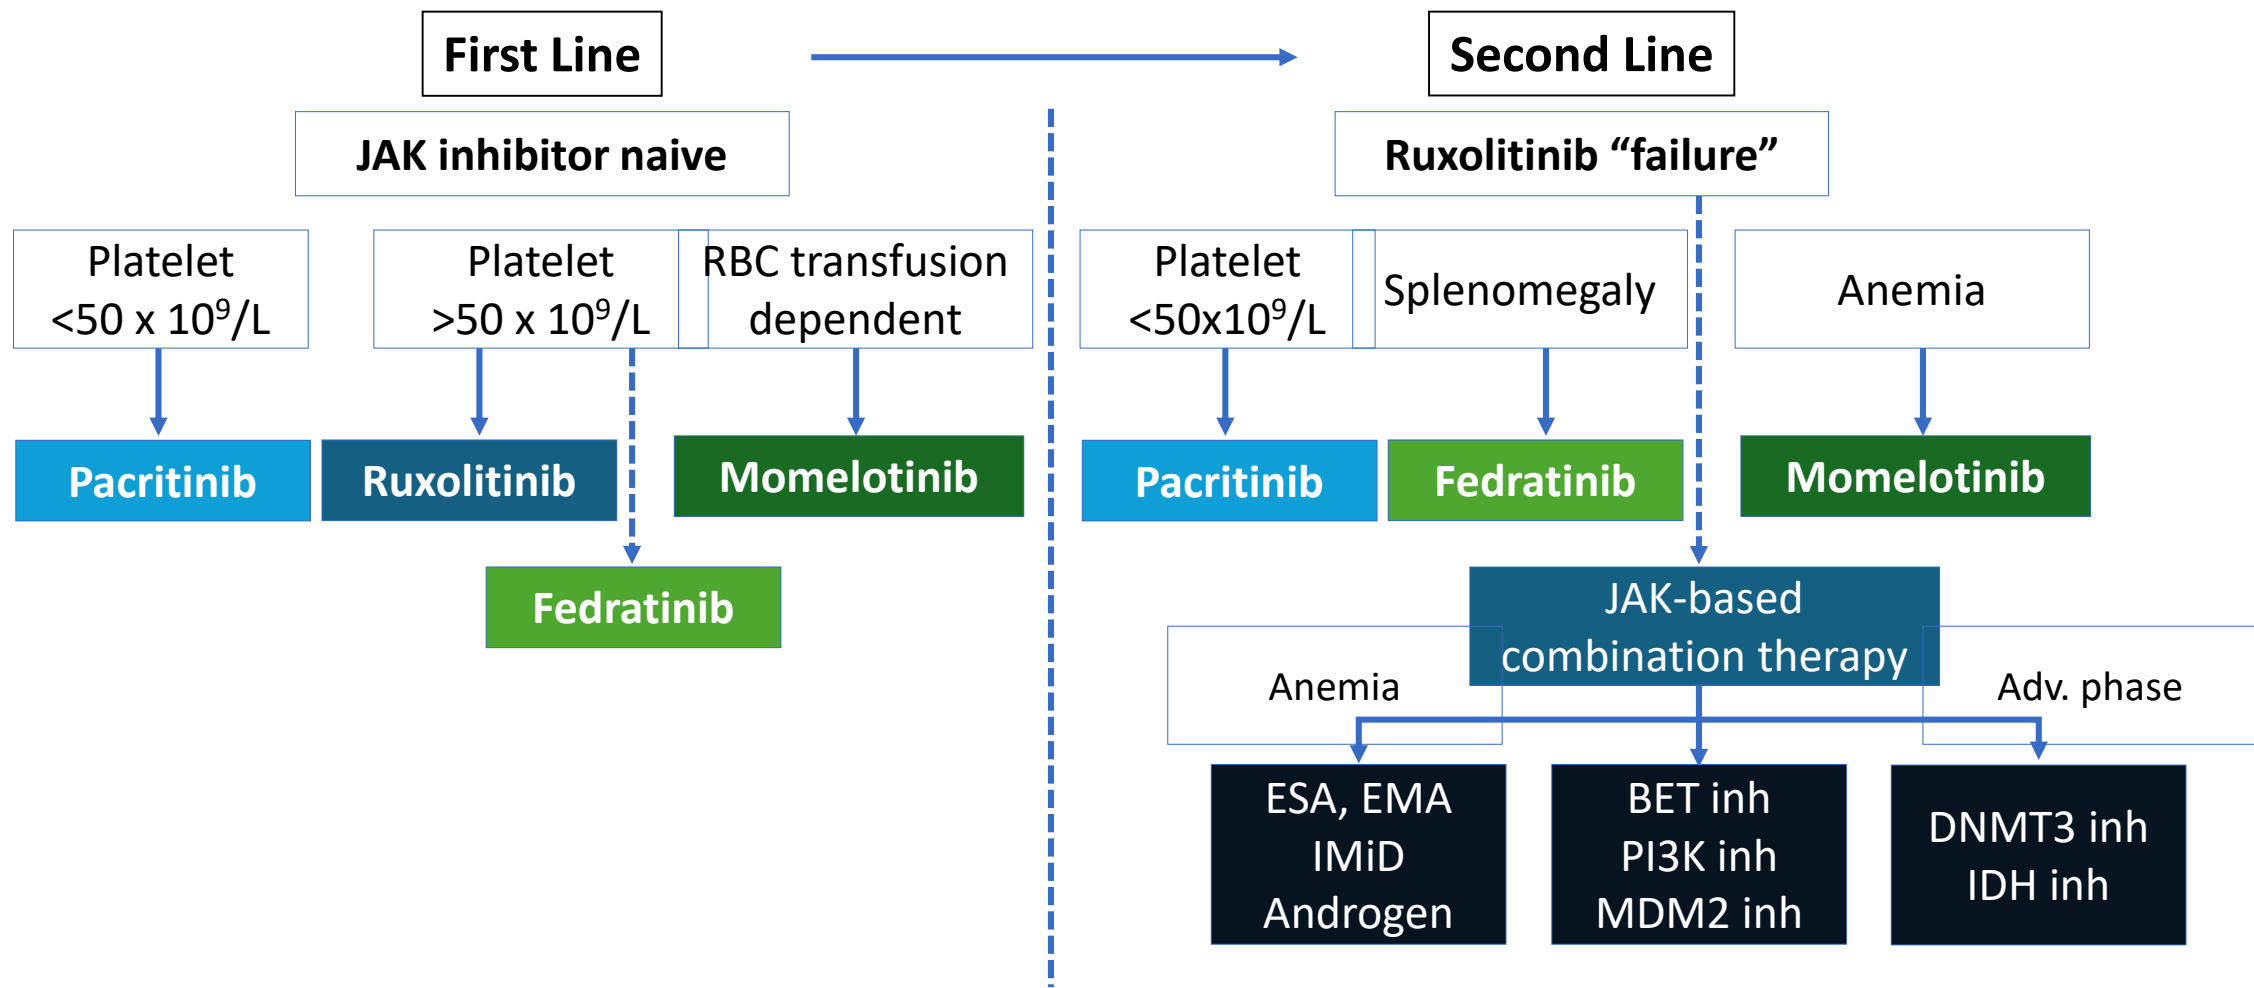 First Line
Second Line
JAK inhibitor naive
Ruxolitinib “failure”
Platelet
<50 x 10⁹/L
Platelet
>50 x 10⁹/L
RBC transfusion
dependent
Platelet
<50x10⁹/L
Splenomegaly
Anemia
Pacritinib
Ruxolitinib
Momelotinib
Fedratinib
Pacritinib
Fedratinib
Momelotinib
JAK-based
combination therapy
Anemia
Adv. phase
ESA, EMA
IMiD
Androgen
BET inh
PI3K inh
MDM2 inh
DNMT3 inh
IDH inh